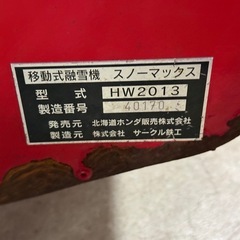 移動式融雪機 スノーマックス
型式 HW2013
製造番号 40170
発売元 北海道ホンダ販売株式会社
製造元 株式会社 サークル鉄工